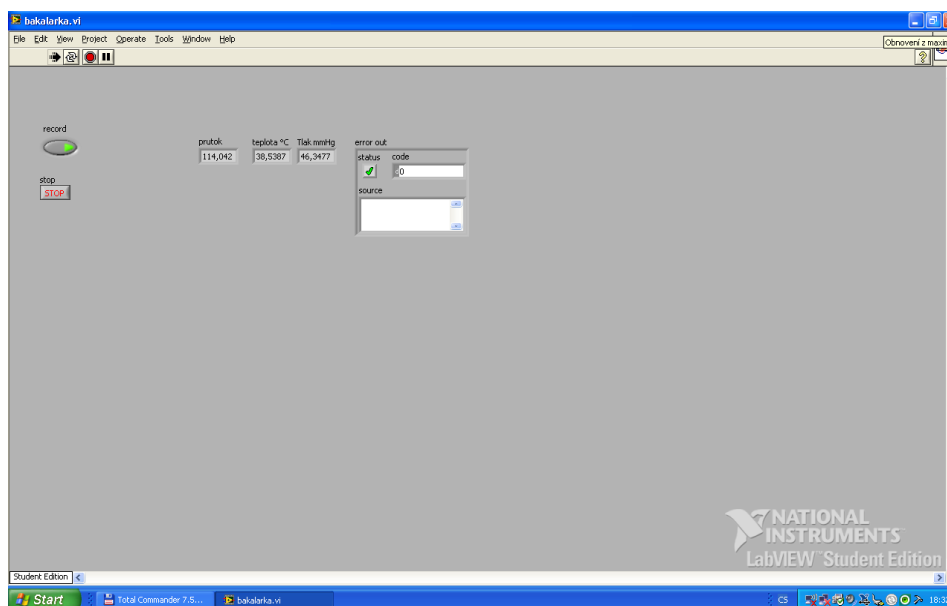 bakalarka.vi
File Edit View Project Operate Tools Window Help
Obnovení z maxim
record
prutok teplota °C Tlak mmHg error out
114,042 38,5387 46,3477 status code
0
stop
STOP
source
NATIONAL
INSTRUMENTS
LabVIEW™ Student Edition
Student Edition
Start Total Commander 7.5... bakalarka.vi CS